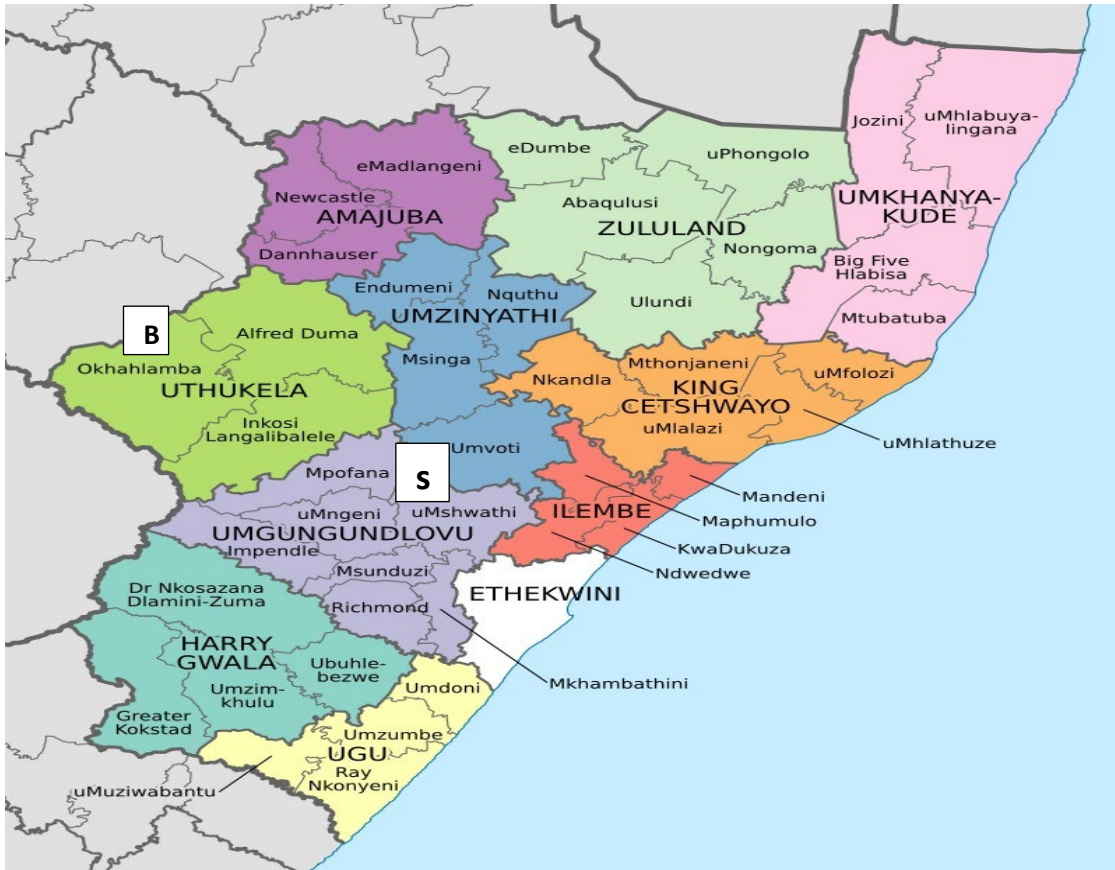 Jozini
uMhlabuya-
lingana
eDumbe
uPhongolo
eMadlangeni
Newcastle
AMAJUBA
Dannhauser
Abaqulusi
ZULULAND
Nongoma
Ulundi
UMKHANYA-
KUDE
Big Five
Hlabisa
Mtubatuba
Endumeni
Nquthu
UMZINYATHI
Msinga
Umvoti
B
Alfred Duma
Okhahlamba
UTHUKELA
Inkosi
Langalibalele
Mthonjaneni
uMfolozi
Nkandla
KING
CETSHWAYO
uMlalazi
uMhlathuze
S
Mpofana
uMngeni
uMshwathi
UMGUNGUNDLOVU
Impendle
Msunduzi
Richmond
Mkhambathini
ILEMBE
Mandeni
Maphumulo
KwaDukuza
Ndwedwe
ETHEKWINI
Dr Nkosazana
Dlamini-Zuma
HARRY
GWALA
Ubuhle-
bezwe
Umzim-
khulu
Greater
Kokstad
Umdoni
Umzumbe
UGU
Ray
Nkonyeni
uMuziwabantu